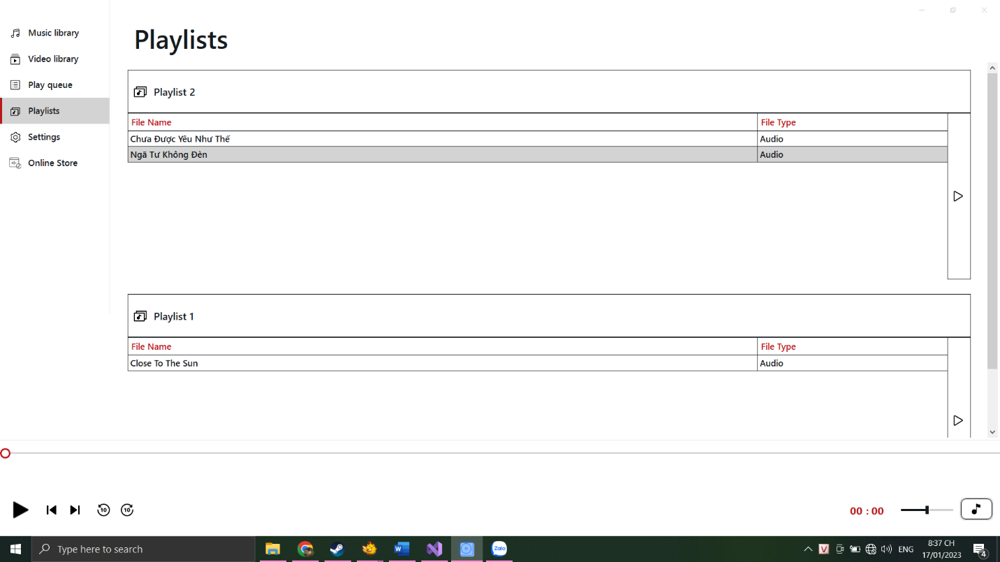 Music library
Video library
Play queue
Playlists
Settings
Online Store
Playlists
Playlist 2
File Name File Type
Chưa Được Yêu Như Thế Audio
Ngã Tư Không Đèn Audio
Playlist 1
File Name File Type
Close To The Sun Audio
10 10
00 : 00
Type here to search
W
Zalo
V
ENG
8:37 CH
17/01/2023
4